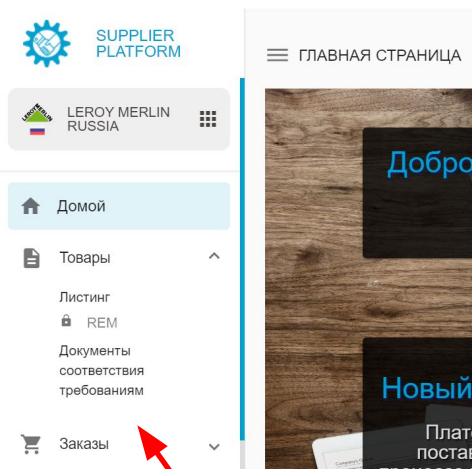 SUPPLIER
PLATFORM
LEROY MERLIN
RUSSIA
Домой
Товары
Листинг
REM
Документы
соответствия
требованиям
Заказы
ГЛАВНАЯ СТРАНИЦА
Добро
Новый
Плат
постав